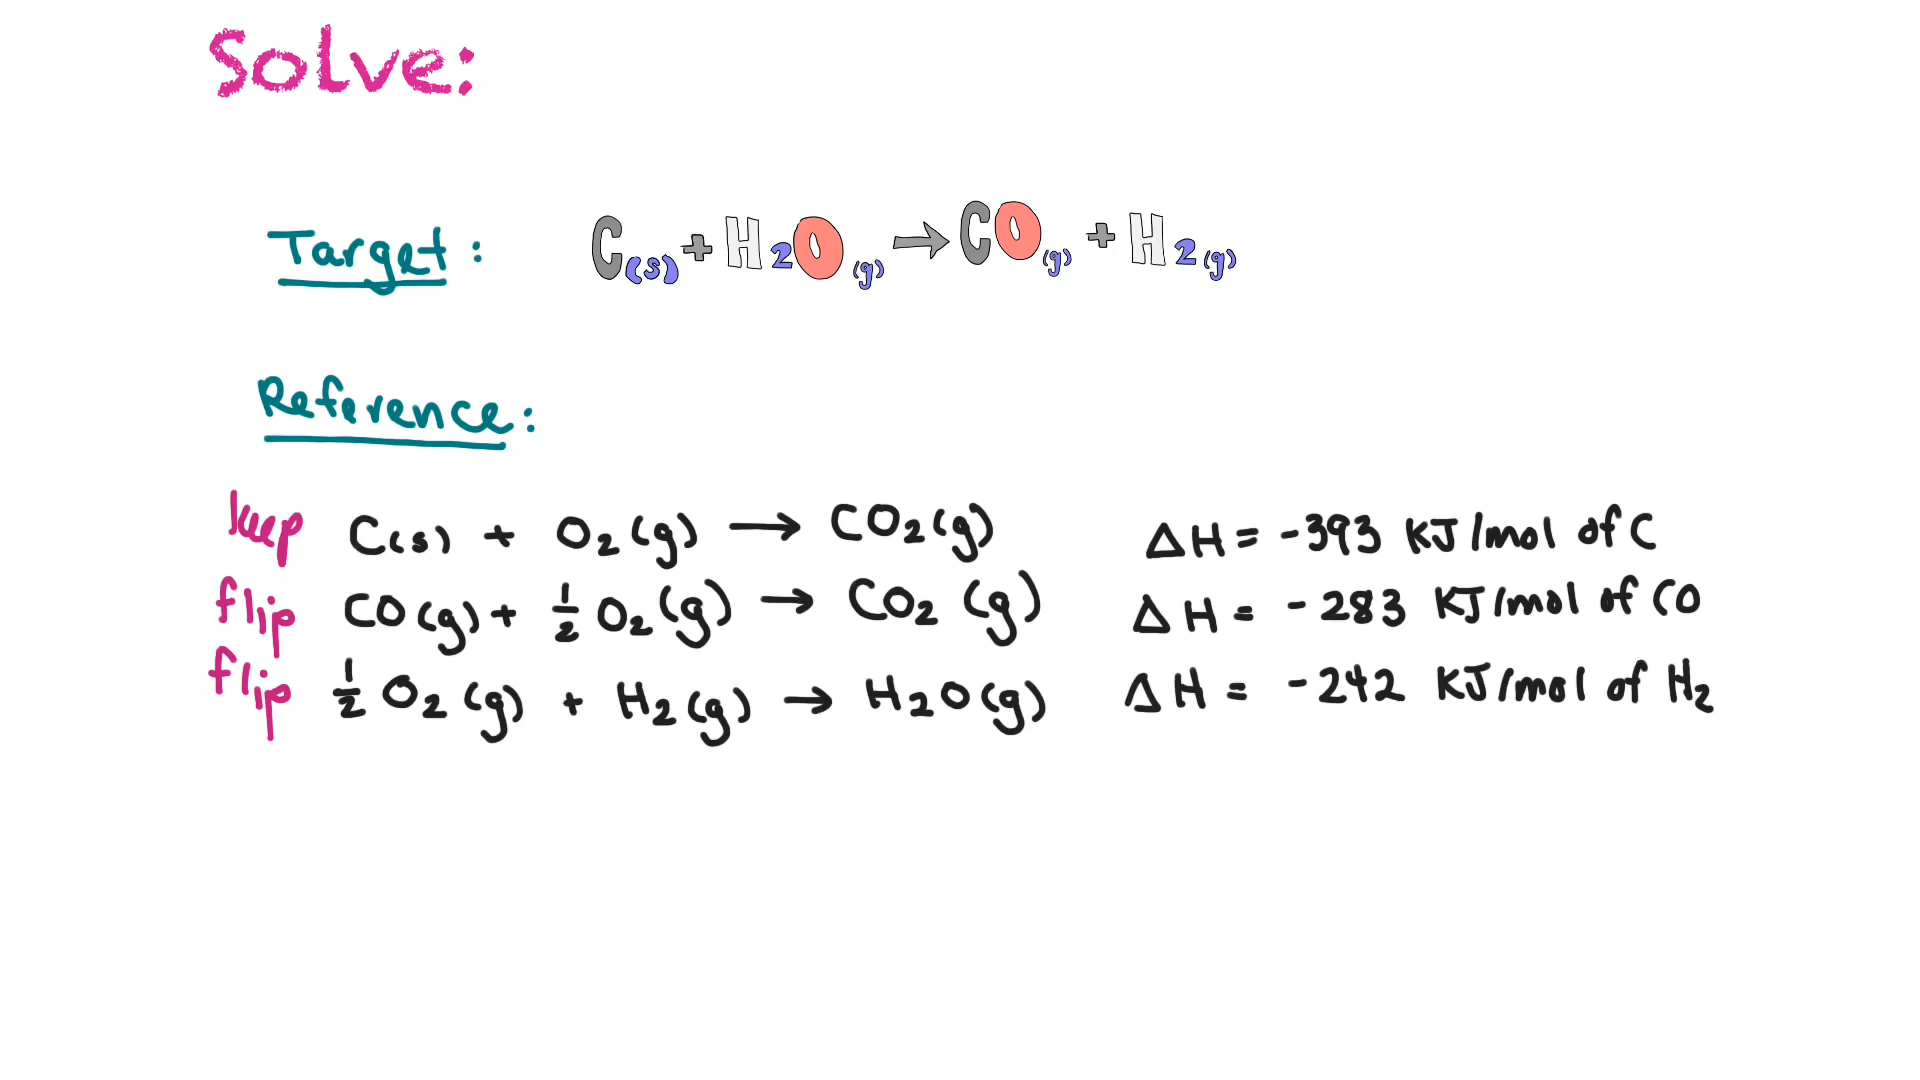 Solve:
Target: C(s) + H2O(g) → CO(g) + H2(g)
Reference:
keep C(s) + O2(g) → CO2(g) ΔH = -393 KJ/mol of C
flip CO(g) + 1/2 O2(g) → CO2(g) ΔH = -283 KJ/mol of CO
flip 1/2 O2(g) + H2(g) → H2O(g) ΔH = -242 KJ/mol of H2